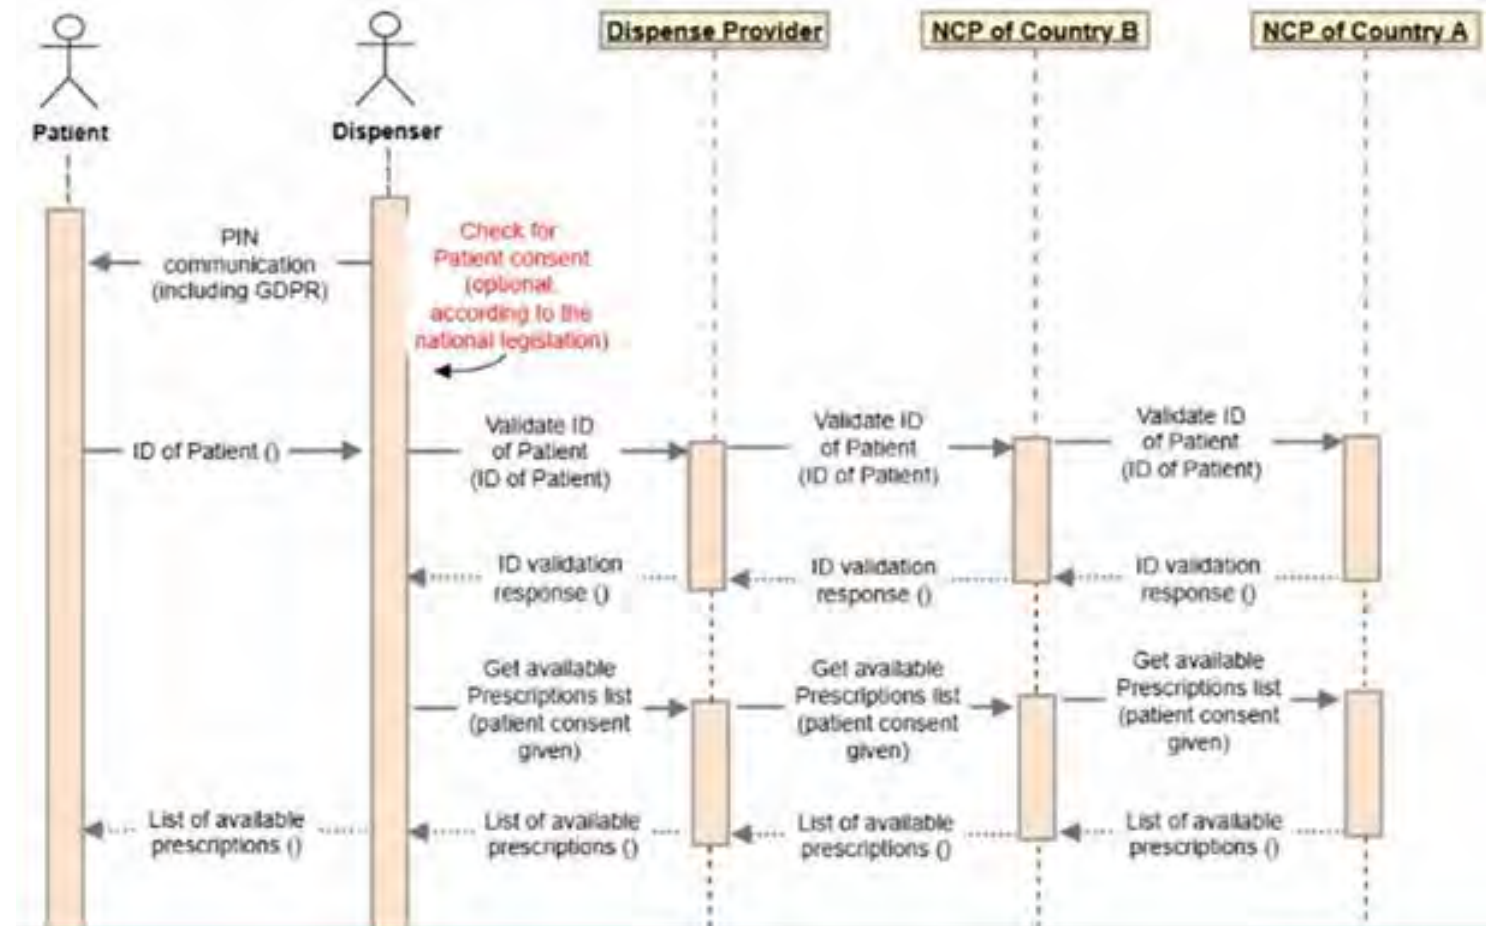 Dispense Provider
NCP of Country B
NCP of Country A
Patient
Dispenser
PIN
communication
(including GDPR)
Check for
Patient consent
(optional,
according to the
national legislation)
ID of Patient ()
Validate ID
of Patient
(ID of Patient)
Validate ID
of Patient
(ID of Patient)
Validate ID
of Patient
(ID of Patient)
ID validation
response ()
ID validation
response ()
ID validation
response ()
Get available
Prescriptions list
(patient consent
given)
Get available
Prescriptions list
(patient consent
given)
Get available
Prescriptions list
(patient consent
given)
List of available
prescriptions ()
List of available
prescriptions ()
List of available
prescriptions ()
List of available
prescriptions ()